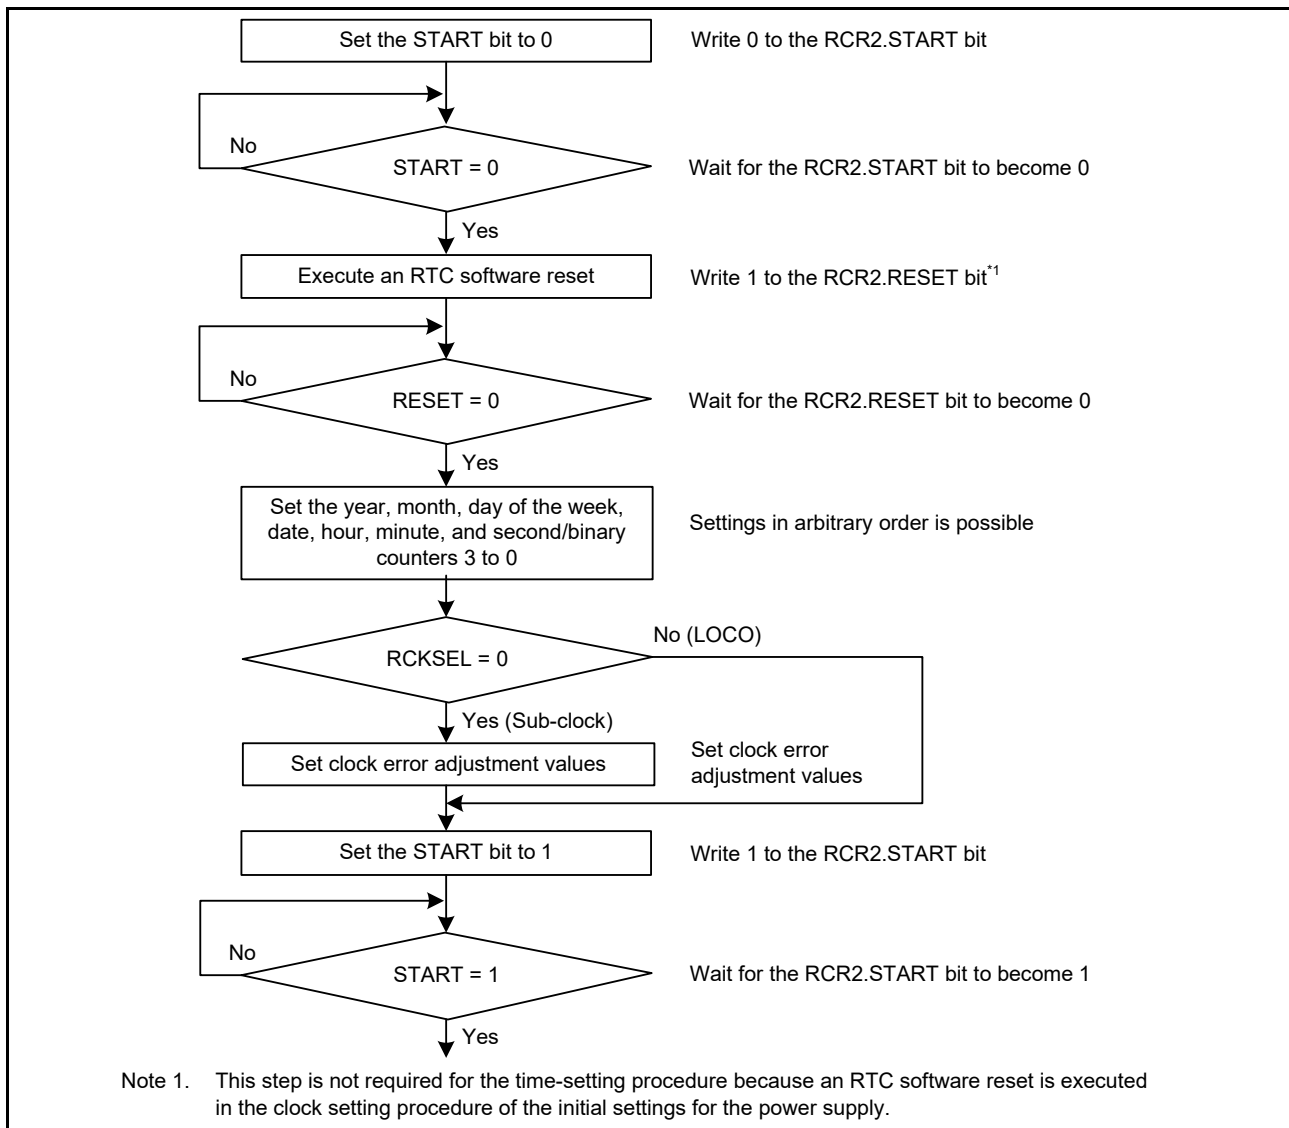 Set the START bit to 0
Write 0 to the RCR2.START bit
No
START = 0
Wait for the RCR2.START bit to become 0
Yes
Execute an RTC software reset
Write 1 to the RCR2.RESET bit*1
No
RESET = 0
Wait for the RCR2.RESET bit to become 0
Yes
Set the year, month, day of the week,
date, hour, minute, and second/binary
counters 3 to 0
Settings in arbitrary order is possible
No (LOCO)
RCKSEL = 0
Yes (Sub-clock)
Set clock error adjustment values
Set clock error
adjustment values
Set the START bit to 1
Write 1 to the RCR2.START bit
No
START = 1
Wait for the RCR2.START bit to become 1
Yes
Note 1. This step is not required for the time-setting procedure because an RTC software reset is executed
in the clock setting procedure of the initial settings for the power supply.